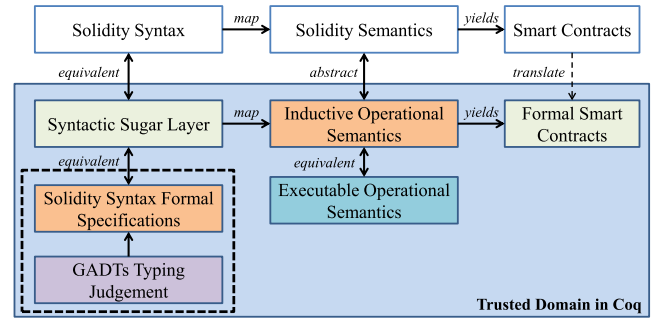 Solidity Syntax
map
Solidity Semantics
yields
Smart Contracts
equivalent
abstract
translate
Syntactic Sugar Layer
map
Inductive Operational
Semantics
yields
Formal Smart
Contracts
equivalent
equivalent
Solidity Syntax Formal
Specifications
Executable Operational
Semantics
GADTs Typing
Judgement
Trusted Domain in Coq